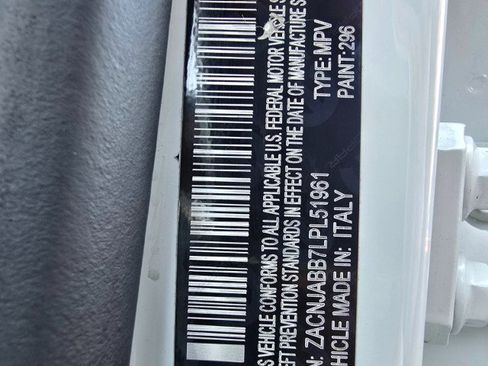 S VEHICLE CONFORMS TO ALL APPLICABLE U.S. FEDERAL MOTOR VEHICLE S
EFT PREVENTION STANDARDS IN EFFECT ON THE DATE OF MANUFACTURE S
N: ZACNJABB7LPL51961 TYPE: MPV
HICLE MADE IN: ITALY PAINT: 296